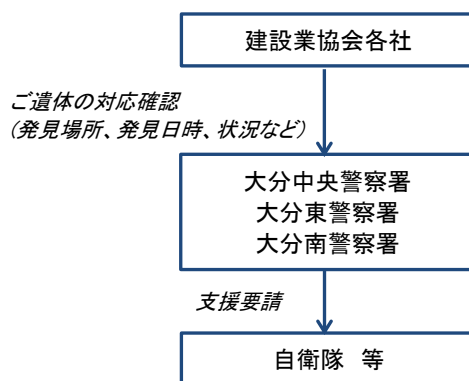 建設業協会各社
ご遺体の対応確認
(発見場所、発見日時、状況など)
大分中央警察署
大分東警察署
大分南警察署
支援要請
自衛隊　等